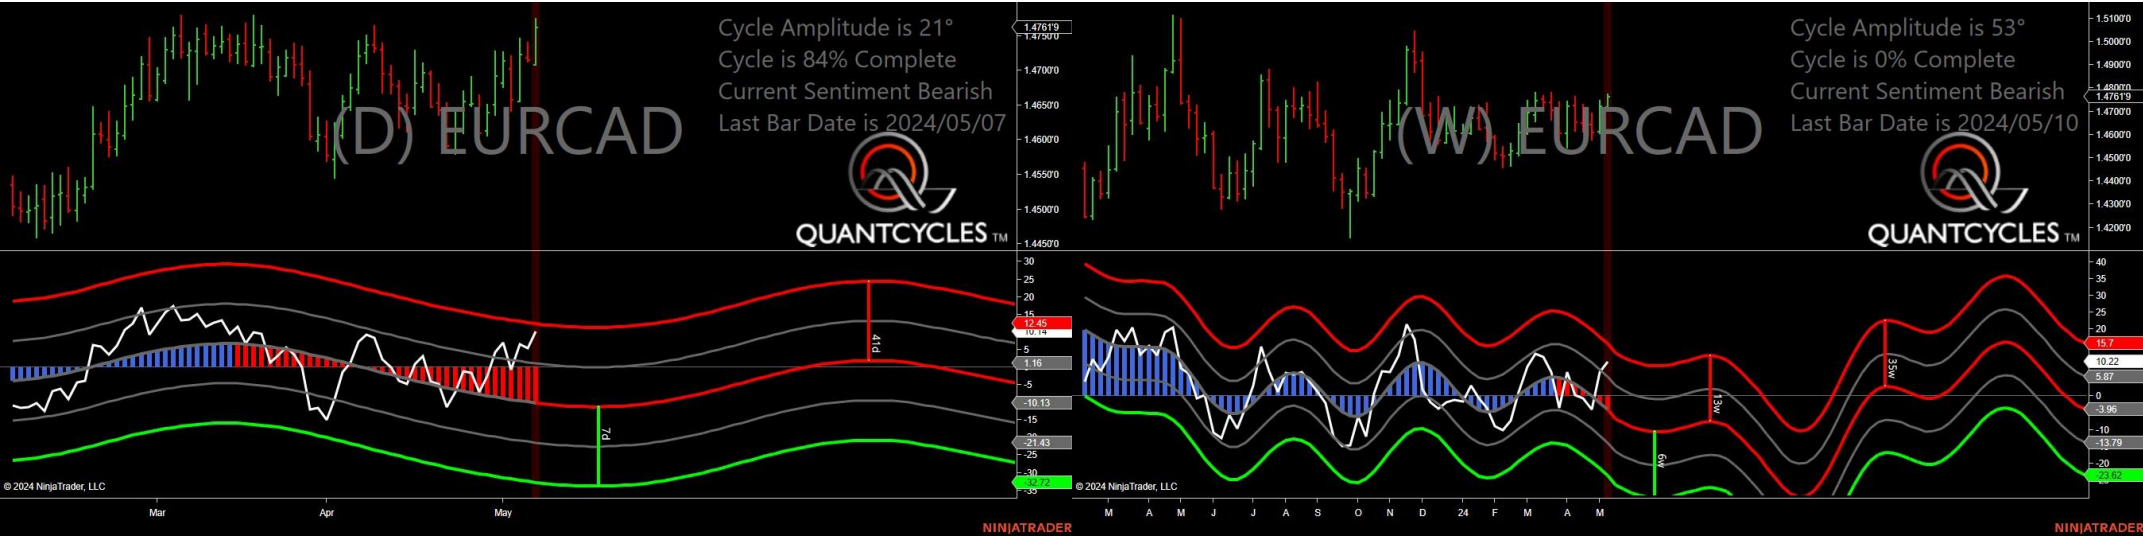 Cycle Amplitude is 21°
Cycle is 84% Complete
Current Sentiment Bearish
Last Bar Date is 2024/05/07
(D) EURCAD
QUANTCYCLES TM
1.4761'9
1.4750'0
1.4700'0
1.4650'0
1.4600'0
1.4550'0
1.4500'0
1.4450'0
30
25
20
15
12.45
10.14
5
1.16
-5
-10.13
-15
-21.43
-25
-30
-32.72
-35
41d
7d
© 2024 NinjaTrader, LLC
Mar Apr May
NINJATRADER
Cycle Amplitude is 53°
Cycle is 0% Complete
Current Sentiment Bearish
Last Bar Date is 2024/05/10
(W) EURCAD
QUANTCYCLES TM
1.5100'0
1.5000'0
1.4900'0
1.4800'0
1.4761'9
1.4600'0
1.4500'0
1.4400'0
1.4300'0
1.4200'0
40
35
30
25
20
15.7
10.22
5.87
0
-3.96
-10
-13.79
-20
-23.62
35w
13w
6w
© 2024 NinjaTrader, LLC
M A M J J A S O N D 24 F M A M
NINJATRADER